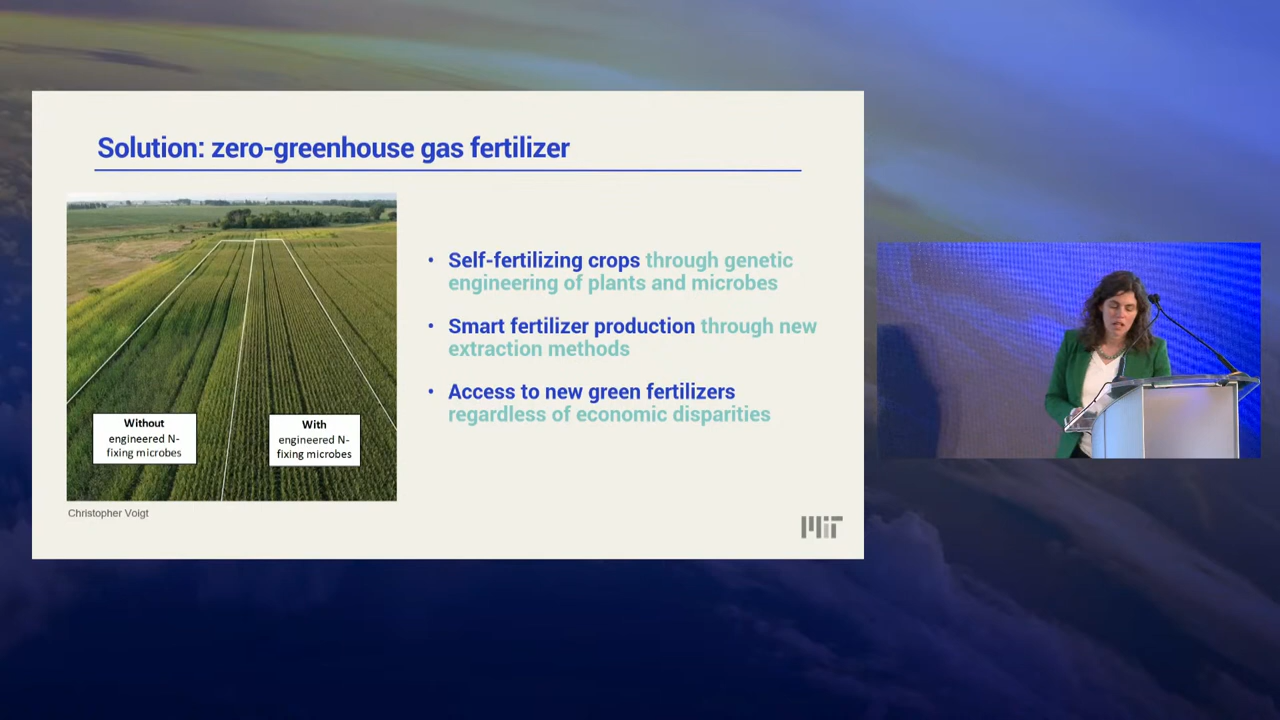 Solution: zero-greenhouse gas fertilizer
Without
engineered N-
fixing microbes
With
engineered N-
fixing microbes
Christopher Voigt
• Self-fertilizing crops through genetic
engineering of plants and microbes
• Smart fertilizer production through new
extraction methods
• Access to new green fertilizers
regardless of economic disparities
MIT